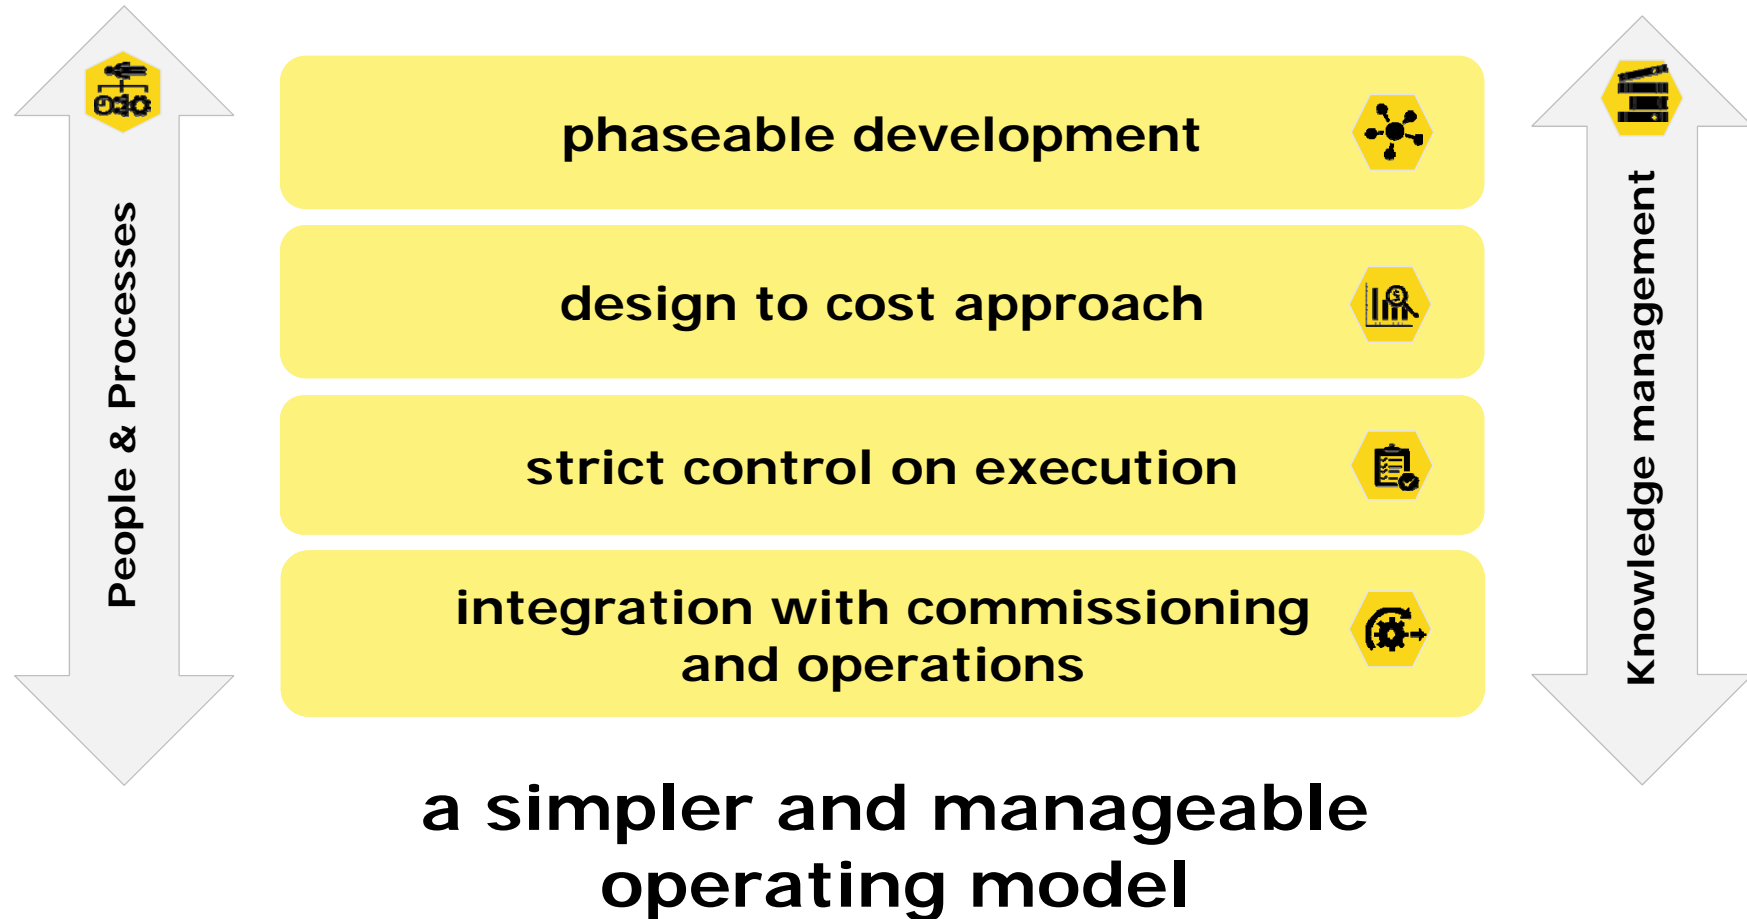 People & Processes
phaseable development
design to cost approach
strict control on execution
integration with commissioning
and operations
Knowledge management
a simpler and manageable
operating model